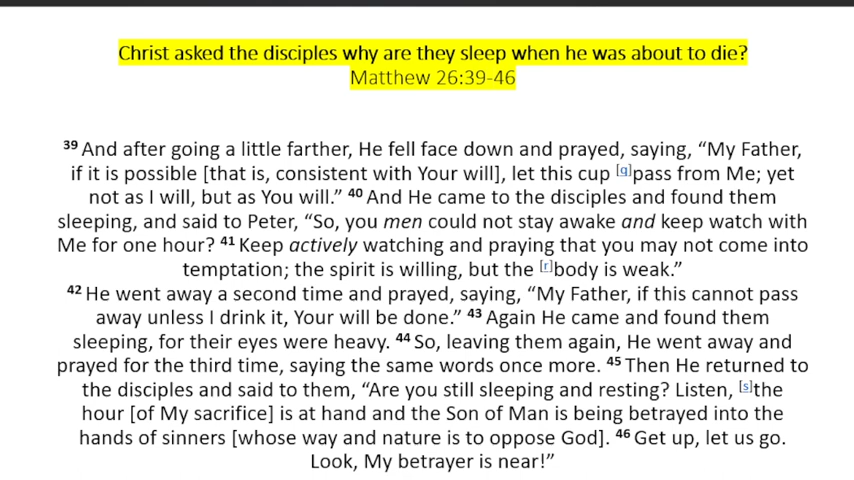 Christ asked the disciples why are they sleep when he was about to die?
Matthew 26:39-46
39 And after going a little farther, He fell face down and prayed, saying, “My Father,
if it is possible [that is, consistent with Your will], let this cup [q]pass from Me; yet
not as I will, but as You will.” 40 And He came to the disciples and found them
sleeping, and said to Peter, “So, you men could not stay awake and keep watch with
Me for one hour? 41 Keep actively watching and praying that you may not come into
temptation; the spirit is willing, but the [r]body is weak.”
42 He went away a second time and prayed, saying, “My Father, if this cannot pass
away unless I drink it, Your will be done.” 43 Again He came and found them
sleeping, for their eyes were heavy. 44 So, leaving them again, He went away and
prayed for the third time, saying the same words once more. 45 Then He returned to
the disciples and said to them, “Are you still sleeping and resting? Listen, [s]the
hour [of My sacrifice] is at hand and the Son of Man is being betrayed into the
hands of sinners [whose way and nature is to oppose God]. 46 Get up, let us go.
Look, My betrayer is near!”